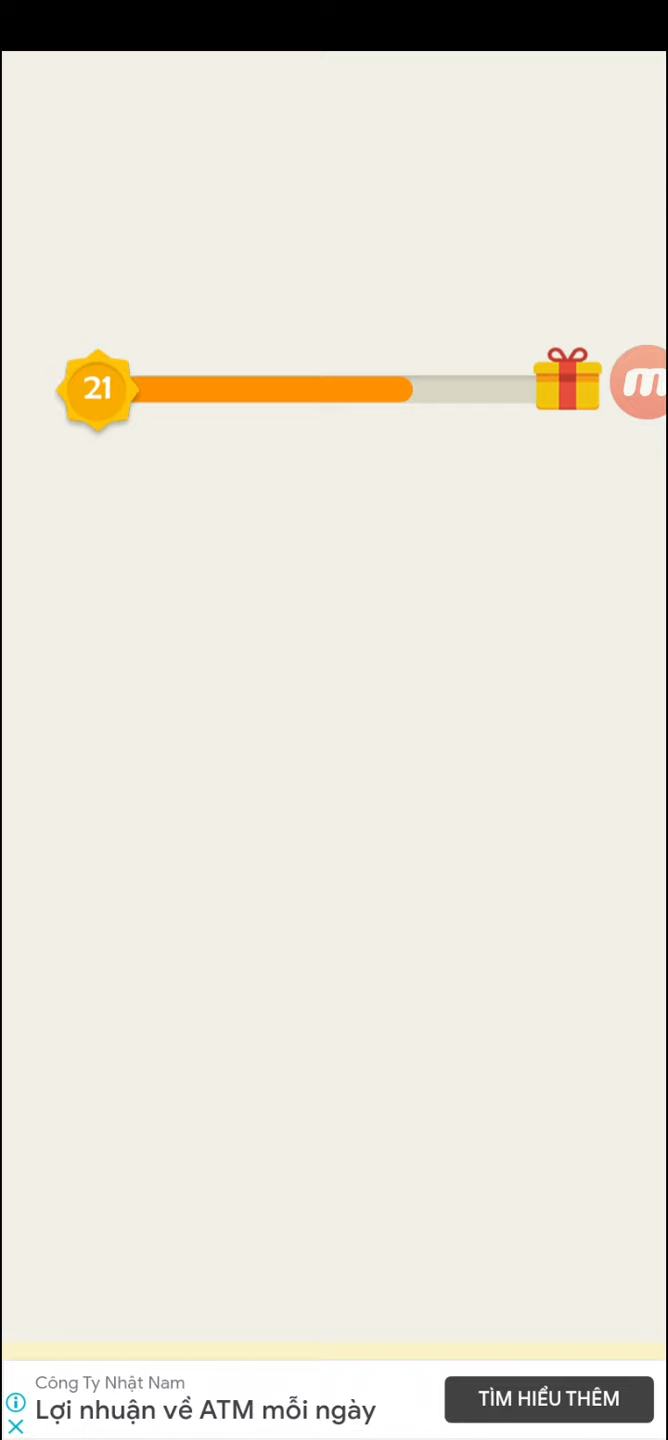 21
m
Công Ty Nhật Nam
Lợi nhuận về ATM mỗi ngày
TÌM HIỂU THÊM